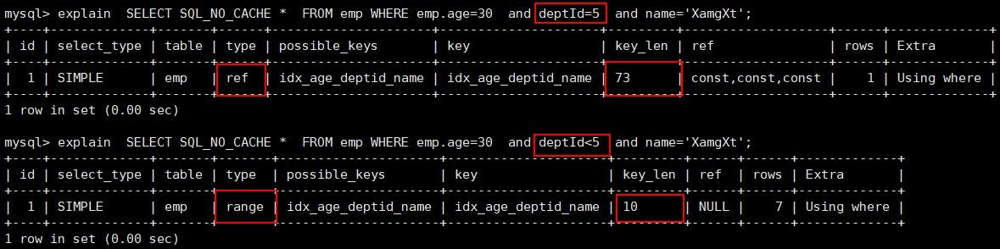 mysql> explain  SELECT SQL_NO_CACHE *  FROM emp WHERE emp.age=30  and deptId=5  and name='XamgXt';
+----+-------------+-------+------+---------------------+---------------------+---------+-------------------+------+-------------+
| id | select_type | table | type | possible_keys       | key                 | key_len | ref               | rows | Extra       |
+----+-------------+-------+------+---------------------+---------------------+---------+-------------------+------+-------------+
|  1 | SIMPLE      | emp   | ref  | idx_age_deptid_name | idx_age_deptid_name | 73      | const,const,const |    1 | Using where |
+----+-------------+-------+------+---------------------+---------------------+---------+-------------------+------+-------------+
1 row in set (0.00 sec)
mysql> explain  SELECT SQL_NO_CACHE *  FROM emp WHERE emp.age=30  and deptId<5  and name='XamgXt';
+----+-------------+-------+-------+---------------------+---------------------+---------+------+------+-------------+
| id | select_type | table | type  | possible_keys       | key                 | key_len | ref  | rows | Extra       |
+----+-------------+-------+-------+---------------------+---------------------+---------+------+------+-------------+
|  1 | SIMPLE      | emp   | range | idx_age_deptid_name | idx_age_deptid_name | 10      | NULL |    7 | Using where |
+----+-------------+-------+-------+---------------------+---------------------+---------+------+------+-------------+
1 row in set (0.00 sec)